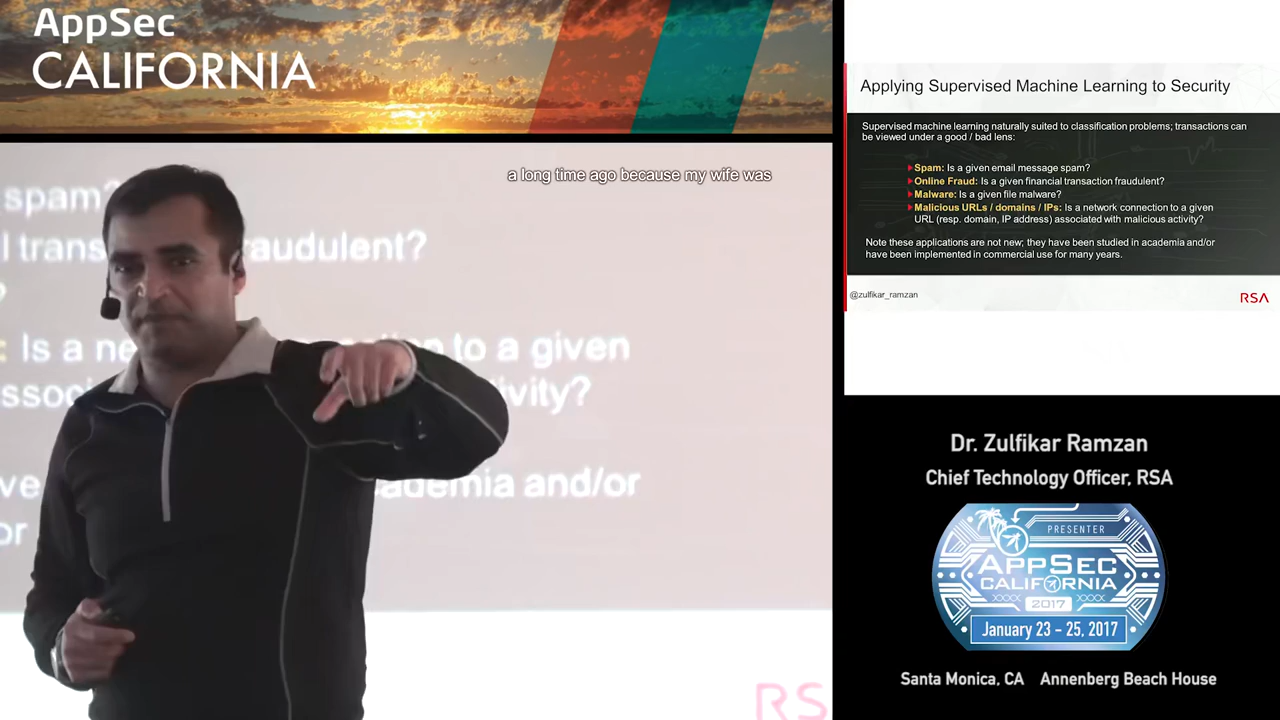 AppSec
CALIFORNIA
a long time ago because my wife was
spam?
l trans fraudulent?
?
: Is a ne tion to a given
assoc tivity?
ve ademia and/or
or
RS
Applying Supervised Machine Learning to Security
Supervised machine learning naturally suited to classification problems; transactions can
be viewed under a good / bad lens:
Spam: Is a given email message spam?
Online Fraud: Is a given financial transaction fraudulent?
Malware: Is a given file malware?
Malicious URLs / domains / IPs: Is a network connection to a given
URL (resp. domain, IP address) associated with malicious activity?
Note these applications are not new; they have been studied in academia and/or
have been implemented in commercial use for many years.
@zulfikar_ramzan
RSA
Dr. Zulfikar Ramzan
Chief Technology Officer, RSA
PRESENTER
APPSEC
CALIFORNIA
2017
January 23 - 25, 2017
Santa Monica, CA Annenberg Beach House